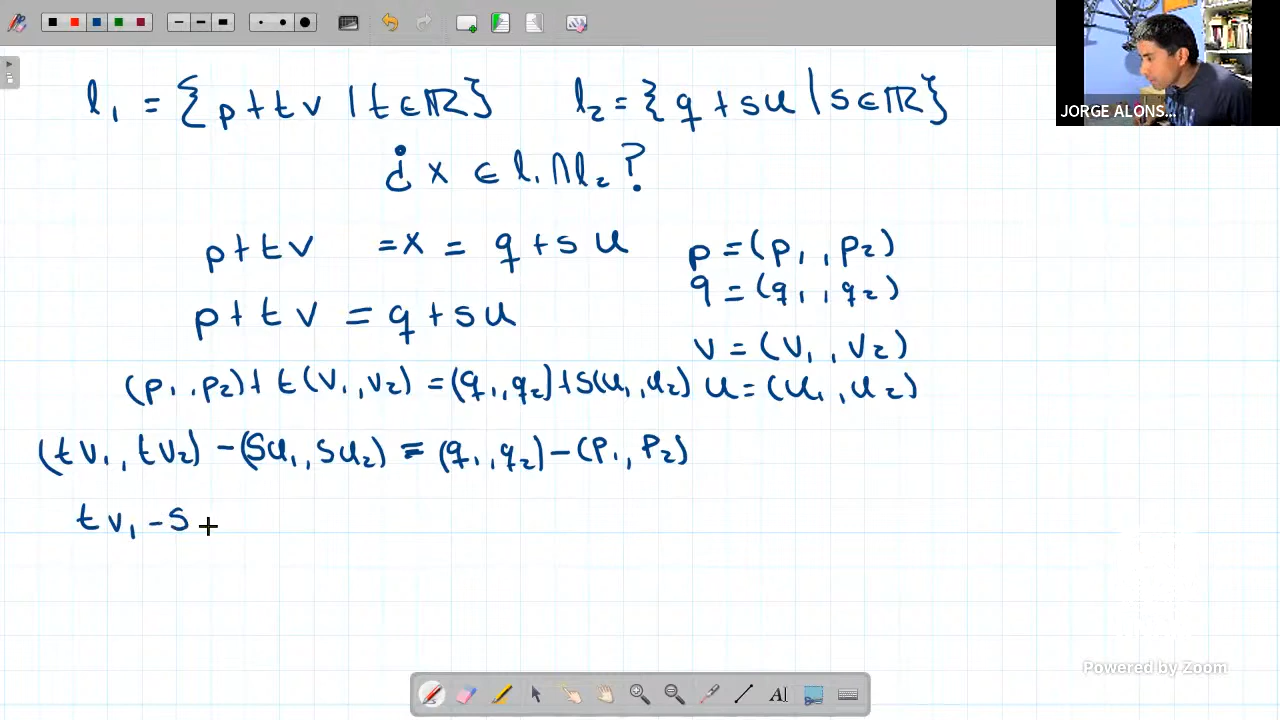 l₁ = {p + tv | t ∈ ℝ} l₂ = {q + su | s ∈ ℝ}
JORGE ALONS...
¿x ∈ l₁ ∩ l₂?
p + tv = x = q + su
p = (p₁, p₂)
q = (q₁, q₂)
p + tv = q + su
v = (v₁, v₂)
(p₁, p₂) + t(v₁, v₂) = (q₁, q₂) + s(u₁, u₂) u = (u₁, u₂)
(tv₁, tv₂) - (su₁, su₂) = (q₁, q₂) - (p₁, p₂)
tv₁ - s
Powered by Zoom
AI